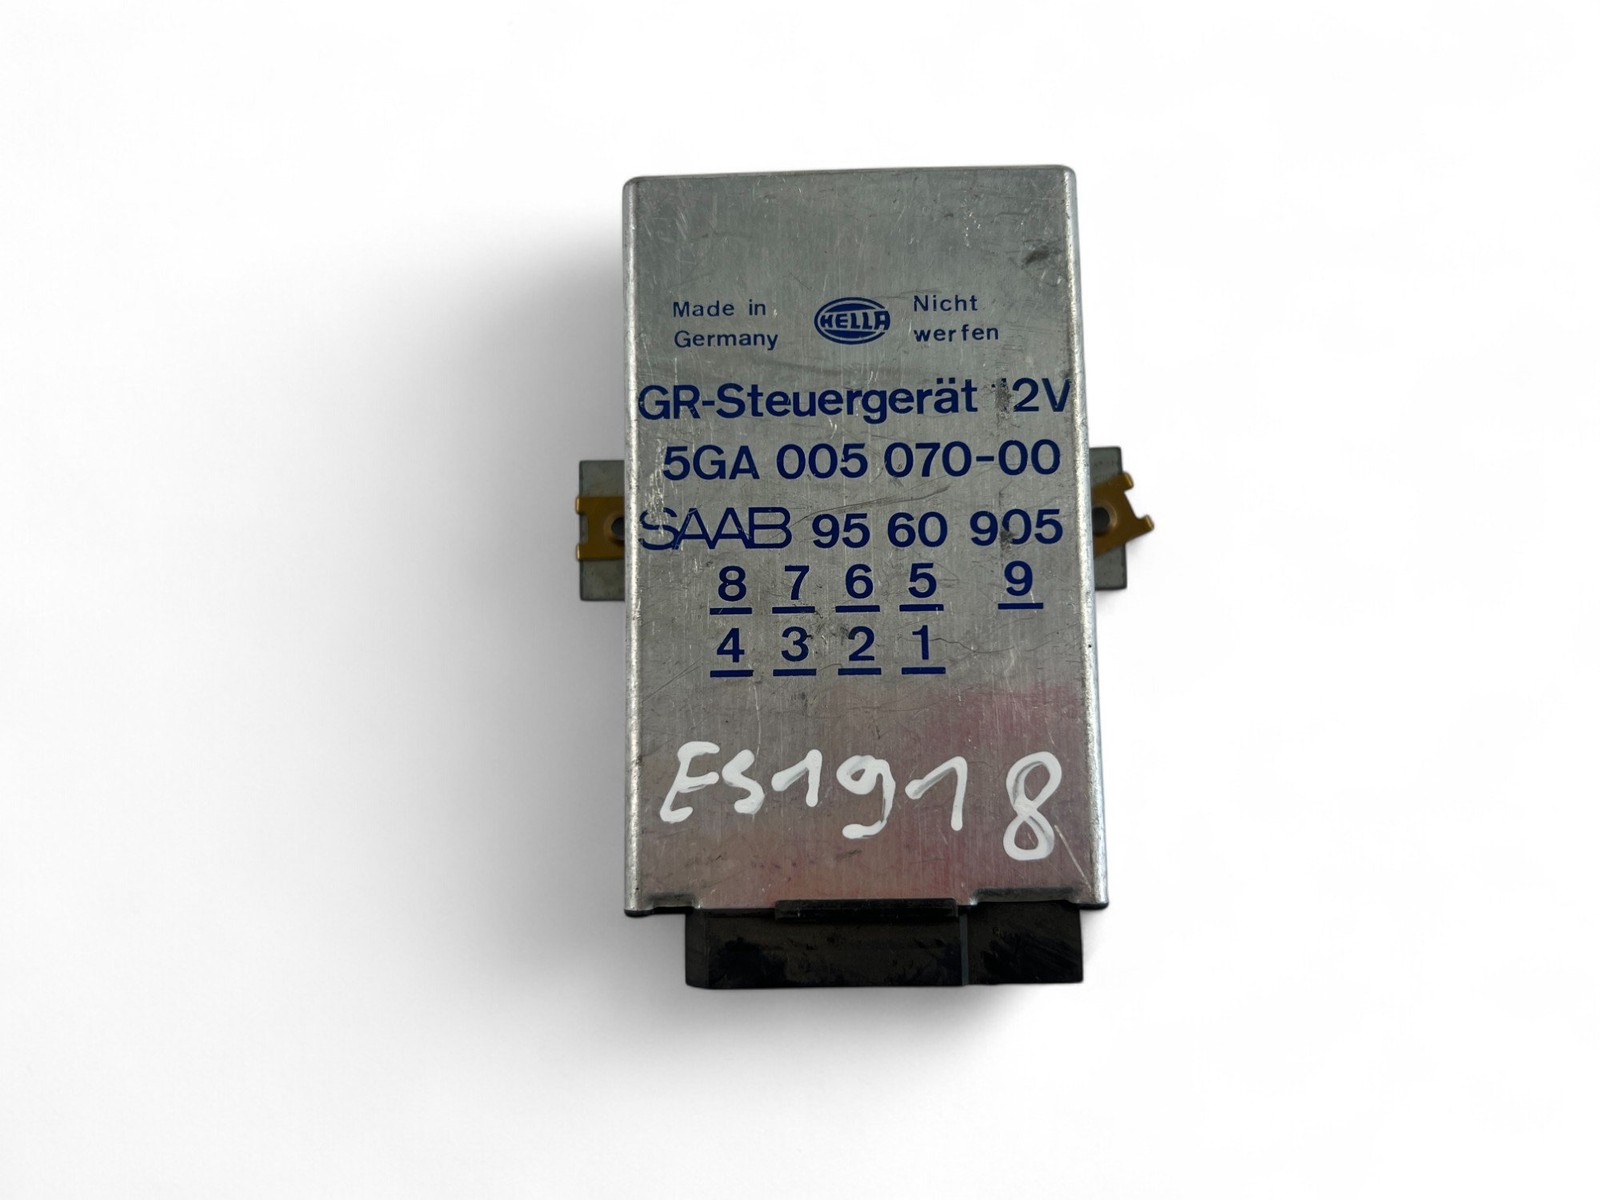 Made in
Germany
HELLA
Nicht
werfen
GR-Steuergerät 12V
5GA 005 070-00
SAAB 95 60 905
8 7 6 5 9
4 3 2 1
ES1918